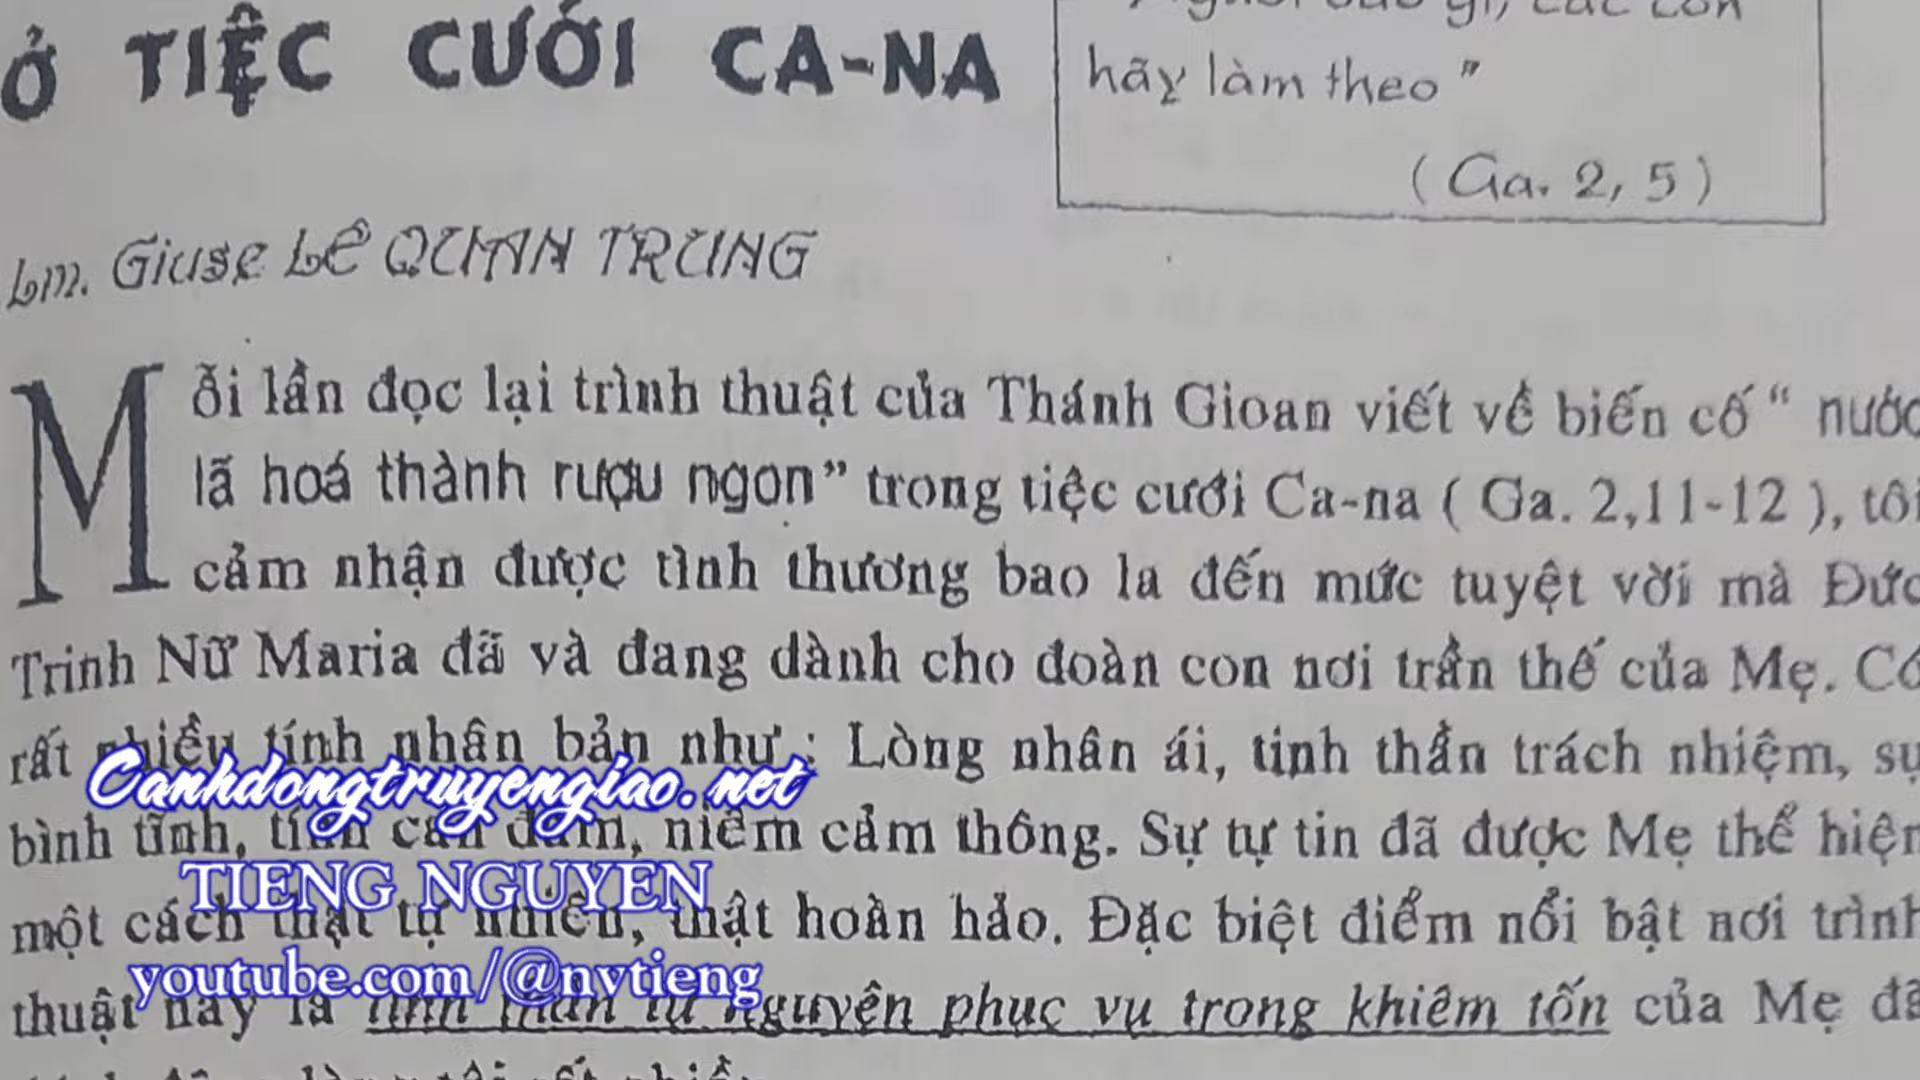 Ở TIỆC CƯỚI CA-NA
gì, các con
hãy làm theo”
( Ga. 2, 5 )
Lm. Giuse LÊ QUAN TRUNG
Mỗi lần đọc lại trình thuật của Thánh Gioan viết về biến cố “ nước
lã hoá thành rượu ngon” trong tiệc cưới Ca-na ( Ga. 2,11-12 ), tôi
cảm nhận được tình thương bao la đến mức tuyệt vời mà Đức
Trinh Nữ Maria đã và đang dành cho đoàn con nơi trần thế của Mẹ. Có
rất nhiều tính nhân bản như : Lòng nhân ái, tinh thần trách nhiệm, sự
Canhdongtruyengiao.net
bình tĩnh, tính can đảm, niềm cảm thông. Sự tự tin đã được Mẹ thể hiện
TIENG NGUYEN
một cách thật tự nhiên, thật hoàn hảo. Đặc biệt điểm nổi bật nơi trình
youtube.com/@nvtieng
thuật này là tinh thần tự nguyện phục vụ trong khiêm tốn của Mẹ đã